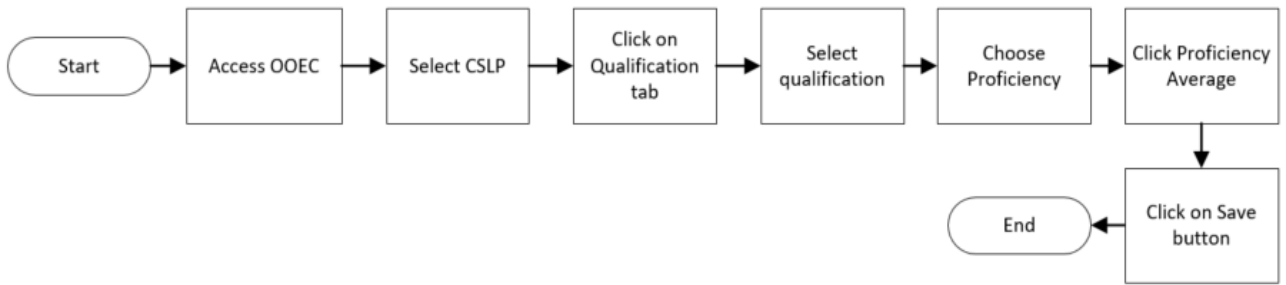 Start
Access OOEC
Select CSLP
Click on
Qualification
tab
Select
qualification
Choose
Proficiency
Click Proficiency
Average
Click on Save
button
End